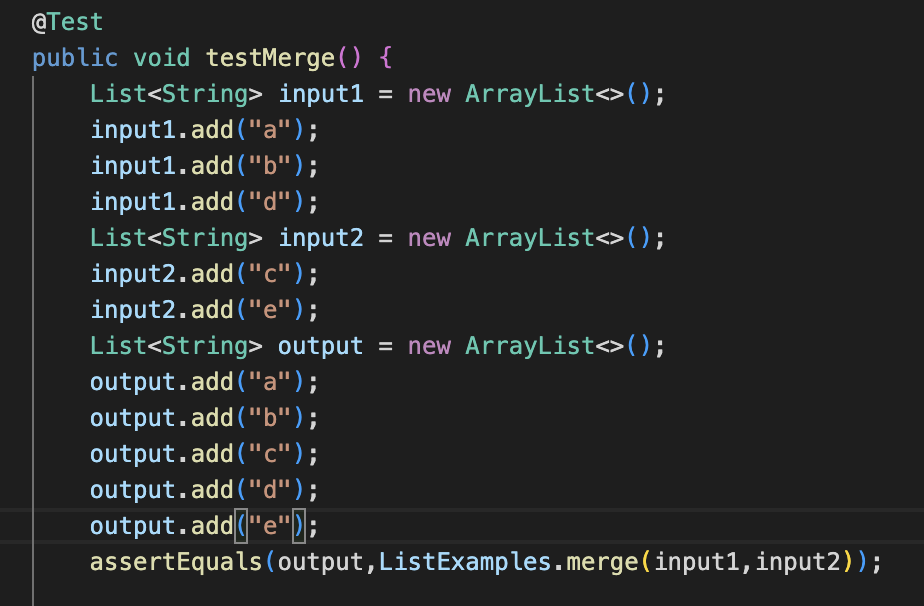 @Test
public void testMerge() {
    List<String> input1 = new ArrayList<>();
    input1.add("a");
    input1.add("b");
    input1.add("d");
    List<String> input2 = new ArrayList<>();
    input2.add("c");
    input2.add("e");
    List<String> output = new ArrayList<>();
    output.add("a");
    output.add("b");
    output.add("c");
    output.add("d");
    output.add("e");
    assertEquals(output,ListExamples.merge(input1,input2));